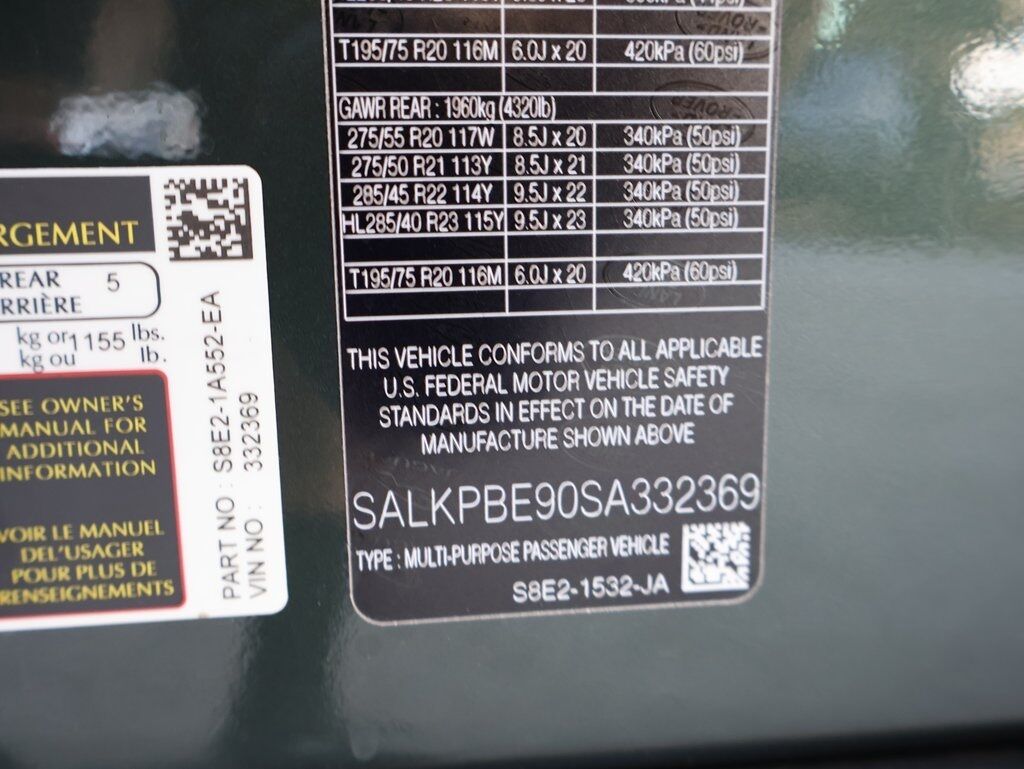 T195/75 R20 116M 6.0J x 20 420kPa (60psi)
GAWR REAR : 1960kg (4320lb)
275/55 R20 117W 8.5J x 20 340kPa (50psi)
275/50 R21 113Y 8.5J x 21 340kPa (50psi)
285/45 R22 114Y 9.5J x 22 340kPa (50psi)
HL285/40 R23 115Y 9.5J x 23 340kPa (50psi)
T195/75 R20 116M 6.0J x 20 420kPa (60psi)
THIS VEHICLE CONFORMS TO ALL APPLICABLE
U.S. FEDERAL MOTOR VEHICLE SAFETY
STANDARDS IN EFFECT ON THE DATE OF
MANUFACTURE SHOWN ABOVE
SALKPBE90SA332369
TYPE : MULTI-PURPOSE PASSENGER VEHICLE
S8E2-1532-JA
RGEMENT
REAR 5
RRIÈRE
kg or 1155 lbs.
kg ou lb.
SEE OWNER'S
MANUAL FOR
ADDITIONAL
INFORMATION
VOIR LE MANUEL
DEL'USAGER
POUR PLUS DE
RENSEIGNEMENTS
PART NO : S8E2-1A552-EA
VIN NO : 332369